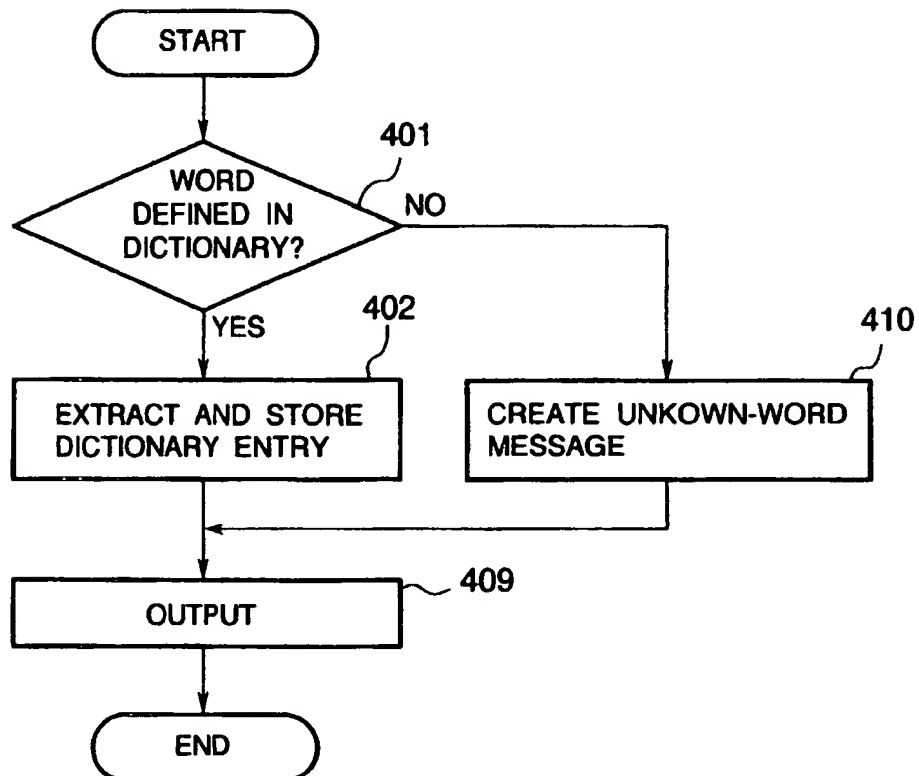 START
401
WORD
DEFINED IN
DICTIONARY?
NO
YES
402
410
EXTRACT AND STORE
DICTIONARY ENTRY
CREATE UNKOWN-WORD
MESSAGE
409
OUTPUT
END